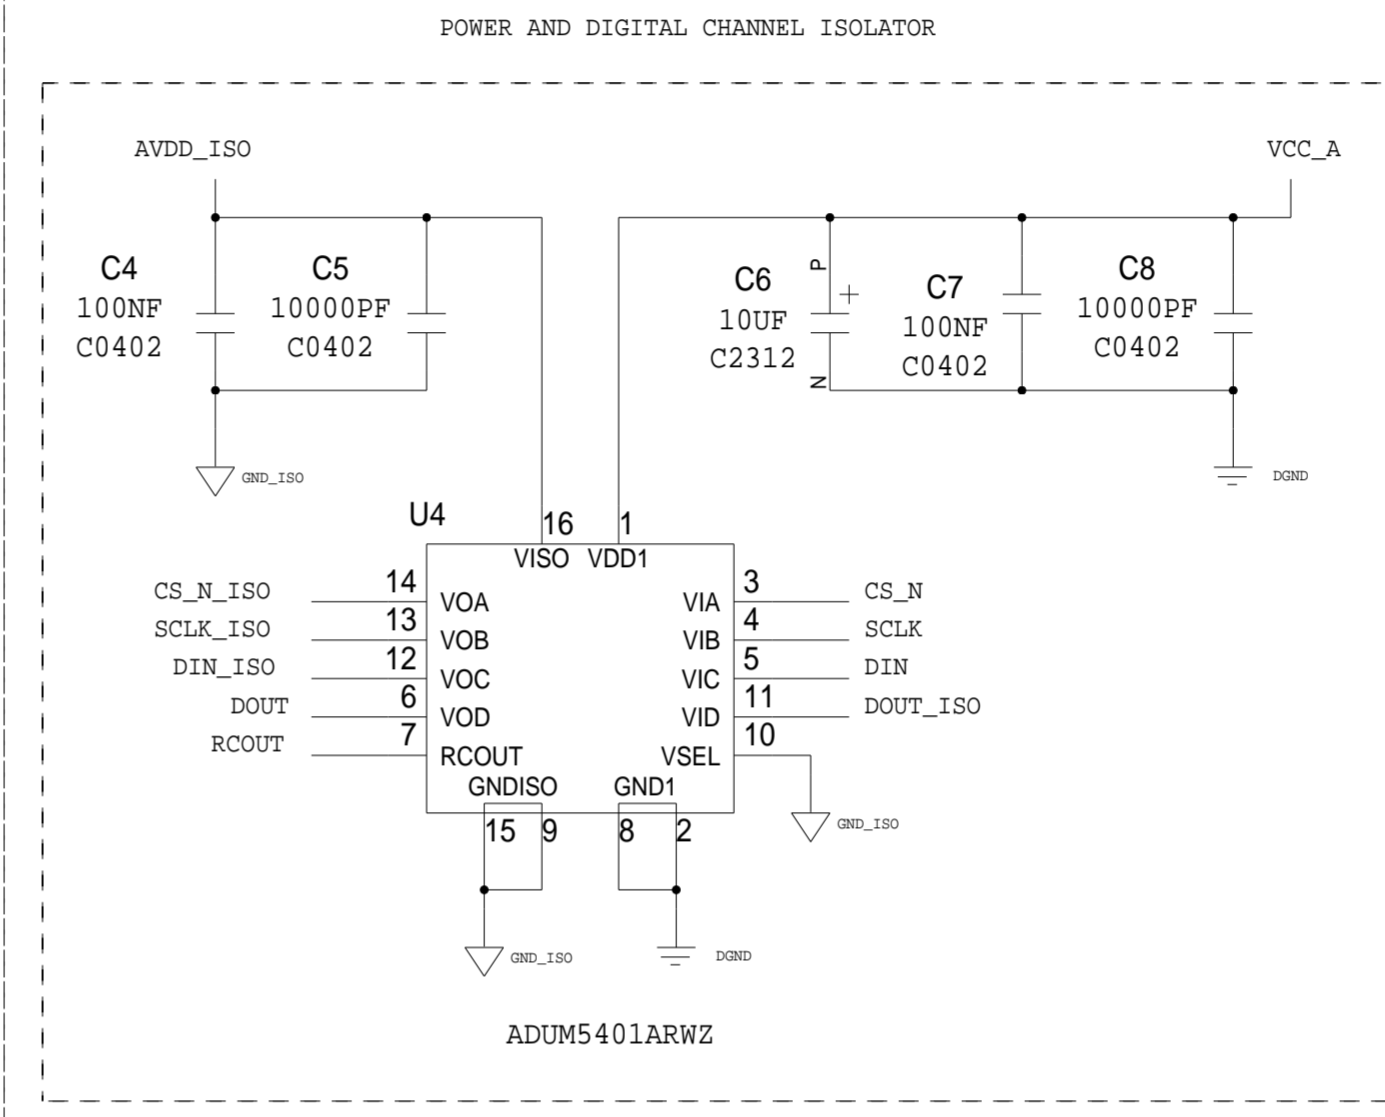 POWER AND DIGITAL CHANNEL ISOLATOR
AVDD_ISO
VCC_A
C4
100NF
C0402
C5
10000PF
C0402
P
+
C6
10UF
C2312
N
C7
100NF
C0402
C8
10000PF
C0402
GND_ISO
DGND
U4
16
1
VISO
VDD1
CS_N_ISO
14
VOA
VIA
3
CS_N
SCLK_ISO
13
VOB
VIB
4
SCLK
DIN_ISO
12
VOC
VIC
5
DIN
DOUT
6
VOD
VID
11
DOUT_ISO
RCOUT
7
RCOUT
VSEL
10
GNDISO
GND1
15
9
8
2
GND_ISO
GND_ISO
DGND
ADUM5401ARWZ